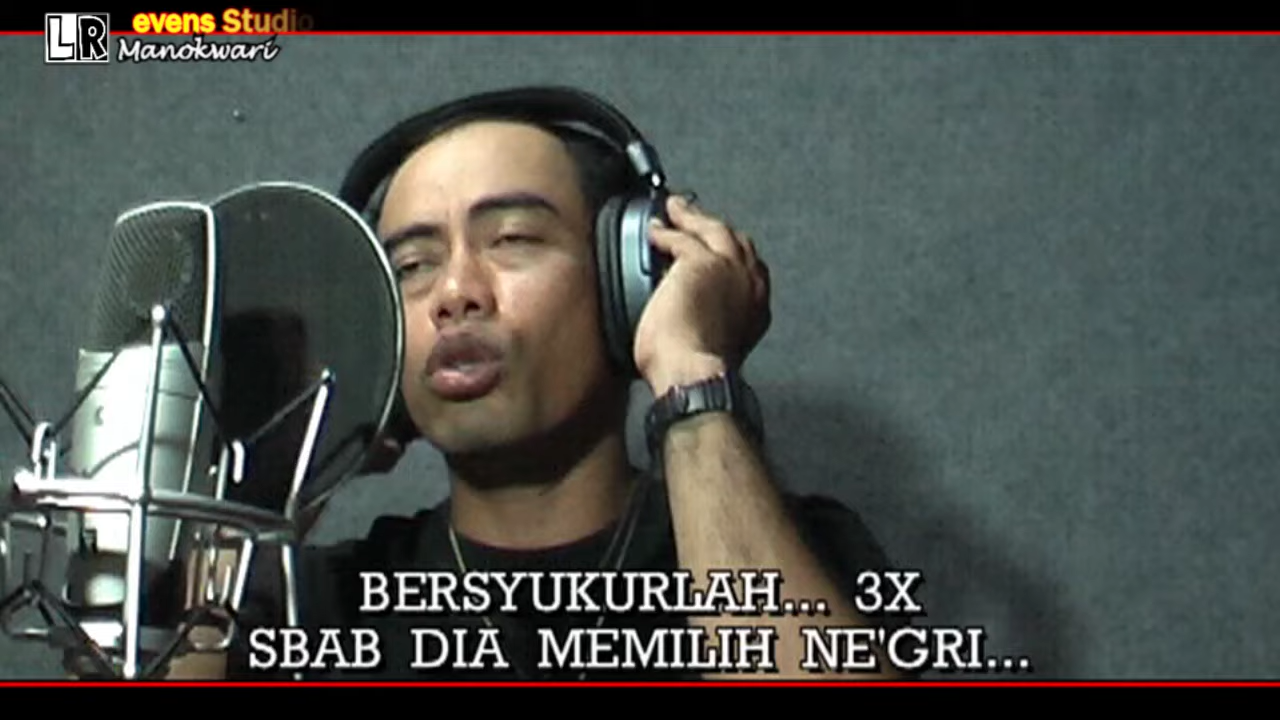 LR evens Studio
Manokwari
BERSYUKURLAH... 3X
SBAB DIA MEMILIH NE'GRI...